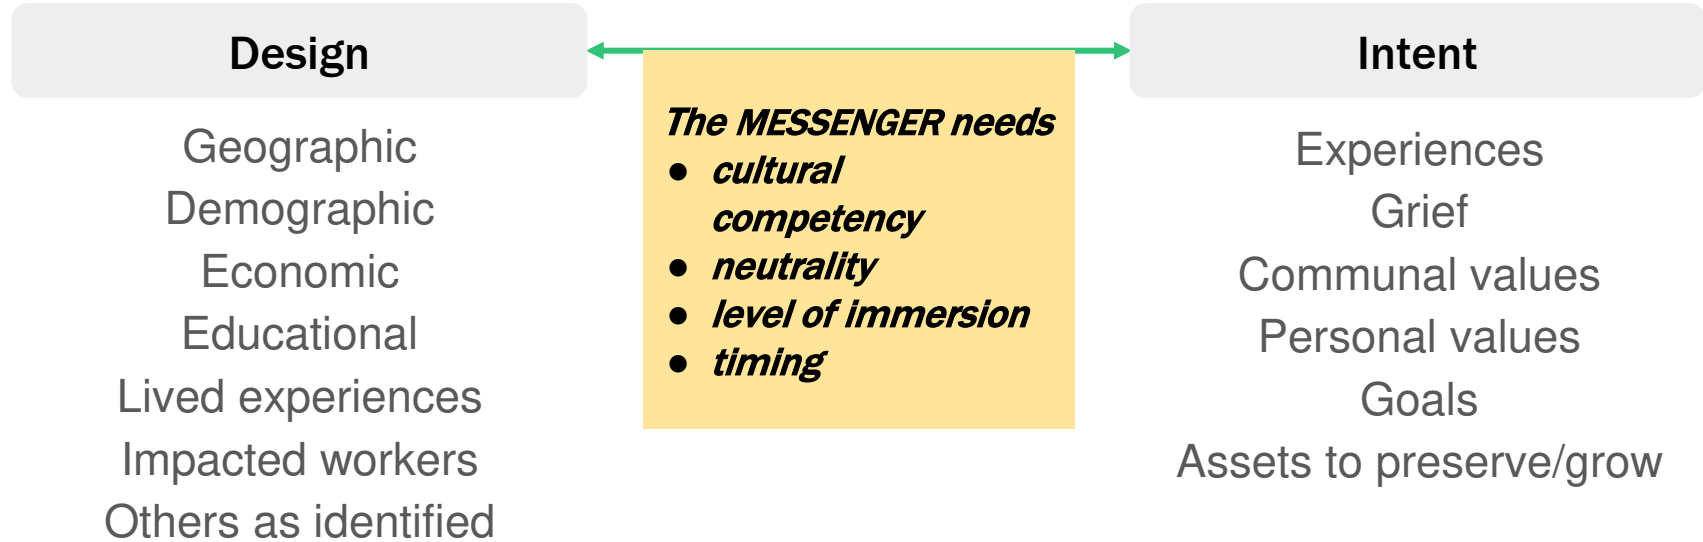 Design
Geographic
Demographic
Economic
Educational
Lived experiences
Impacted workers
Others as identified
The MESSENGER needs
● cultural
competency
● neutrality
● level of immersion
● timing
Intent
Experiences
Grief
Communal values
Personal values
Goals
Assets to preserve/grow